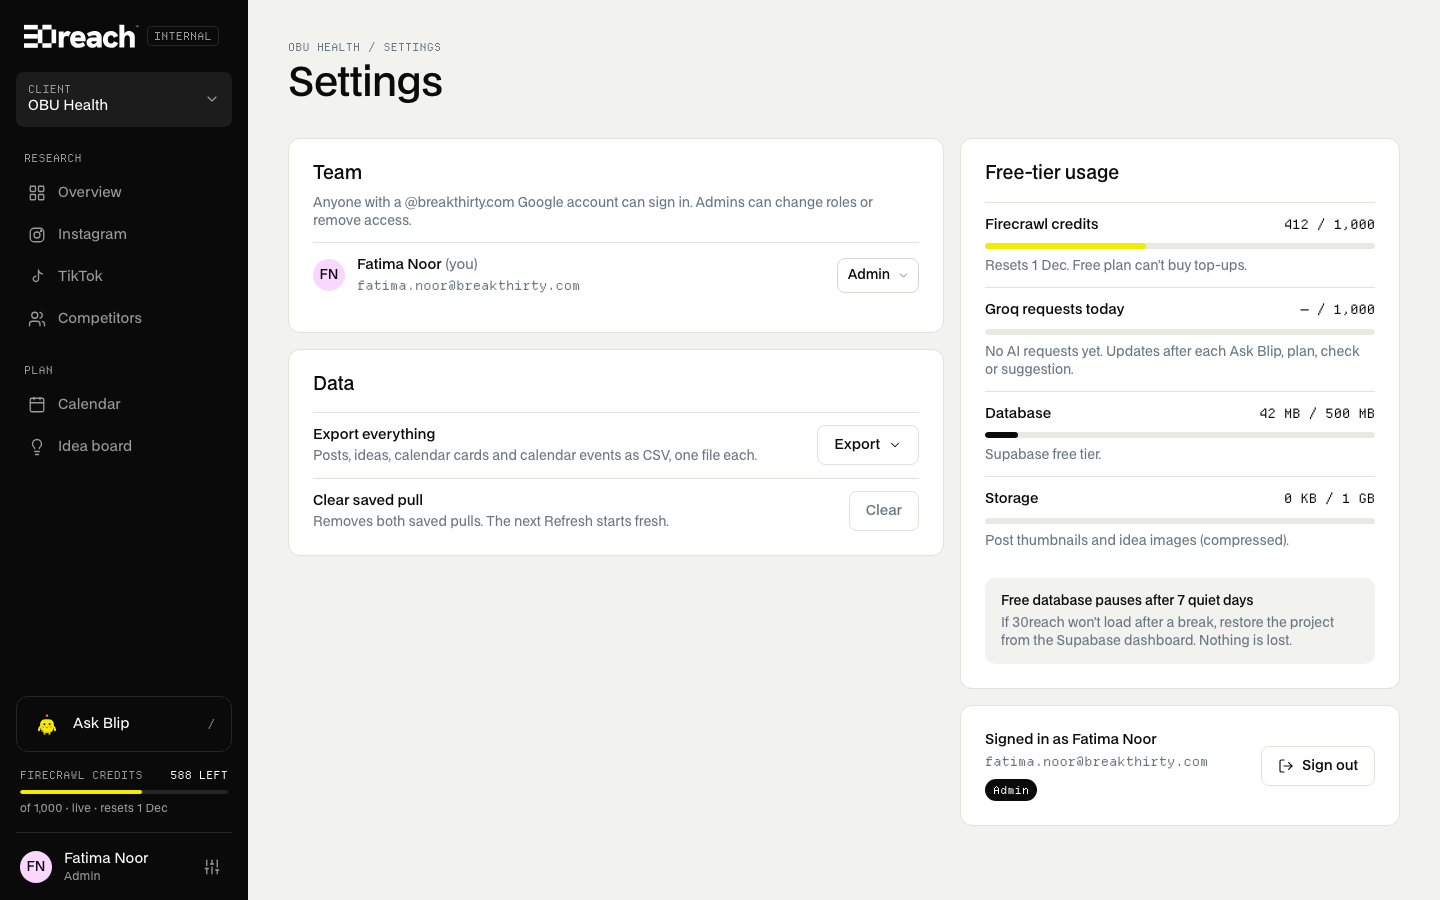 30reach INTERNAL
CLIENT
OBU Health
RESEARCH
Overview
Instagram
TikTok
Competitors
PLAN
Calendar
Idea board
Ask Blip /
FIRECRAWL CREDITS 588 LEFT
of 1,000 · live · resets 1 Dec
FN Fatima Noor
Admin
OBU HEALTH / SETTINGS
Settings
Team
Anyone with a @breakthirty.com Google account can sign in. Admins can change roles or
remove access.
FN Fatima Noor (you)
fatima.noor@breakthirty.com
Admin
Data
Export everything
Posts, ideas, calendar cards and calendar events as CSV, one file each.
Export
Clear saved pull
Removes both saved pulls. The next Refresh starts fresh.
Clear
Free-tier usage
Firecrawl credits 412 / 1,000
Resets 1 Dec. Free plan can't buy top-ups.
Groq requests today — / 1,000
No AI requests yet. Updates after each Ask Blip, plan, check
or suggestion.
Database 42 MB / 500 MB
Supabase free tier.
Storage 0 KB / 1 GB
Post thumbnails and idea images (compressed).
Free database pauses after 7 quiet days
If 30reach won't load after a break, restore the project
from the Supabase dashboard. Nothing is lost.
Signed in as Fatima Noor
fatima.noor@breakthirty.com
Admin
Sign out